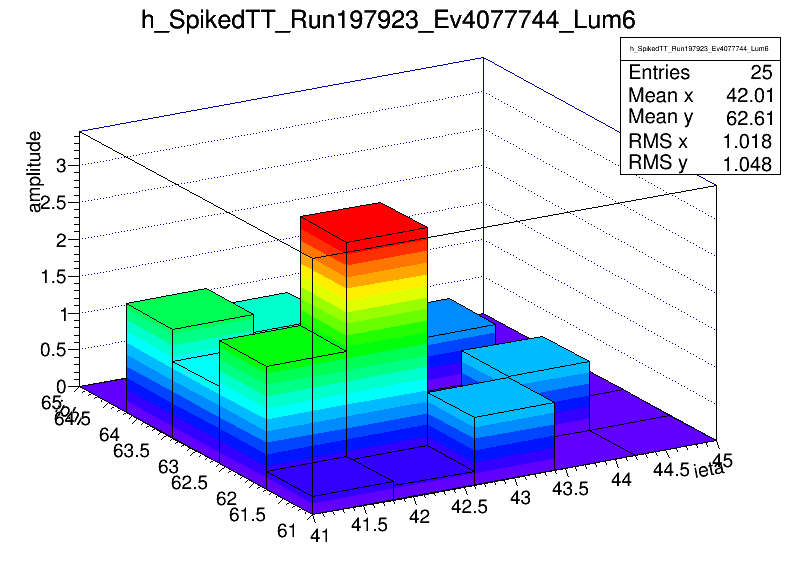 h_SpikedTT_Run197923_Ev4077744_Lum6
h_SpikedTT_Run197923_Ev4077744_Lum6
Entries 25
Mean x 42.01
Mean y 62.61
RMS x 1.018
RMS y 1.048
amplitude
3
2.5
2
1.5
1
0.5
0
65
64.5
64
63.5
63
62.5
62
61.5
61
41
41.5
42
42.5
43
43.5
44
44.5
45
ieta